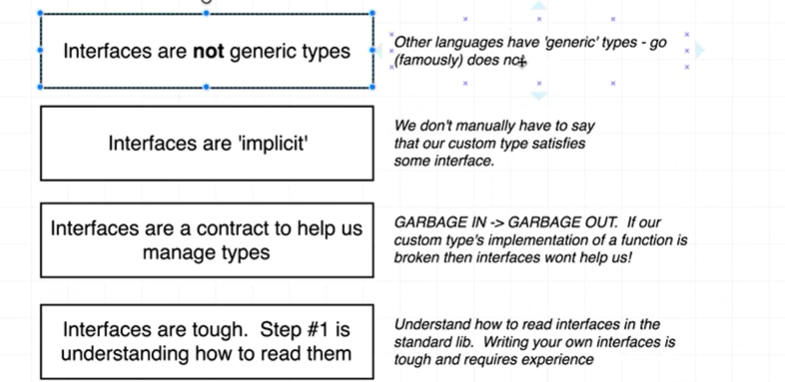 Interfaces are not generic types
Other languages have 'generic' types - go
(famously) does not
Interfaces are 'implicit'
We don't manually have to say
that our custom type satisfies
some interface.
Interfaces are a contract to help us
manage types
GARBAGE IN -> GARBAGE OUT. If our
custom type's implementation of a function is
broken then interfaces wont help us!
Interfaces are tough. Step #1 is
understanding how to read them
Understand how to read interfaces in the
standard lib. Writing your own interfaces is
tough and requires experience